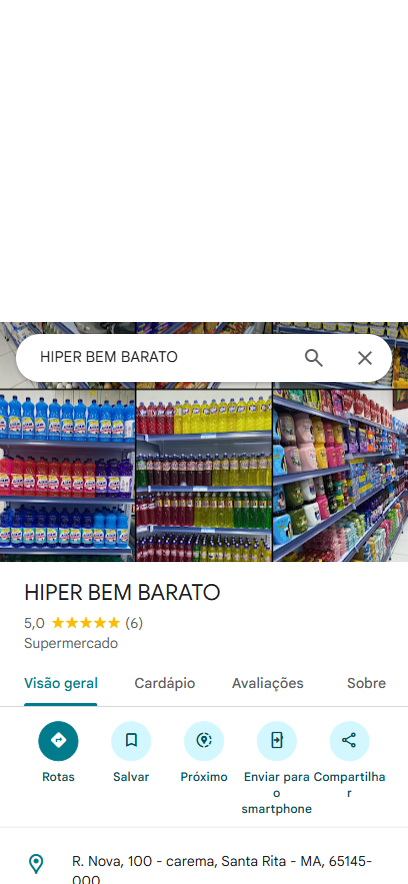 HIPER BEM BARATO
HIPER BEM BARATO
5,0 ★★★★★ (6)
Supermercado
Visão geral
Cardápio
Avaliações
Sobre
Rotas
Salvar
Próximo
Enviar para
o
smartphone
Compartilha
r
R. Nova, 100 - carema, Santa Rita - MA, 65145-
000